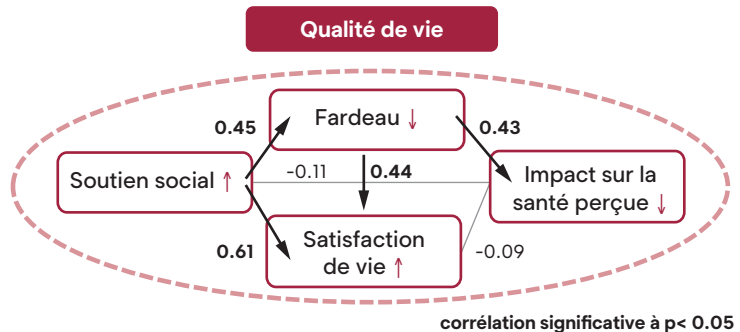 Qualité de vie
Fardeau ↓
0.45
0.43
Soutien social ↑
-0.11
0.44
Impact sur la
santé perçue ↓
0.61
Satisfaction
de vie ↑
-0.09
corrélation significative à p< 0.05